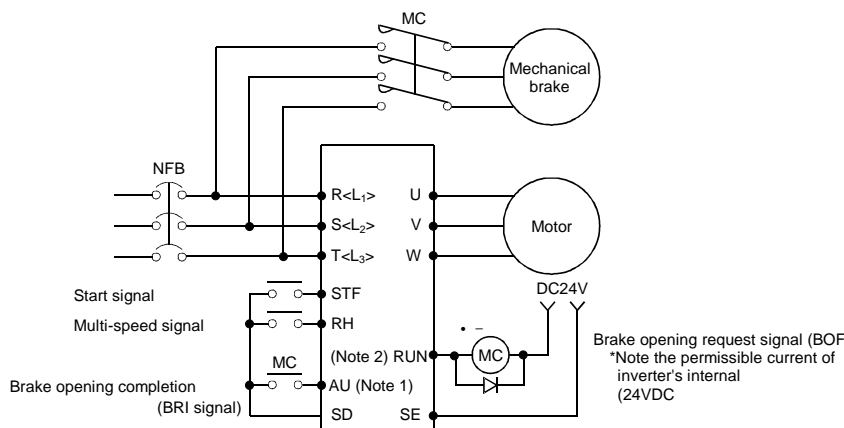 MC
Mechanical
brake
NFB
R<L₁>
U
S<L₂>
V
Motor
T<L₃>
W
DC24V
Start signal
STF
Multi-speed signal
RH
Brake opening request signal (BOF
(Note 2) RUN
MC
*Note the permissible current of
inverter's internal
(24VDC
MC
Brake opening completion
(BRI signal)
AU (Note 1)
SD
SE